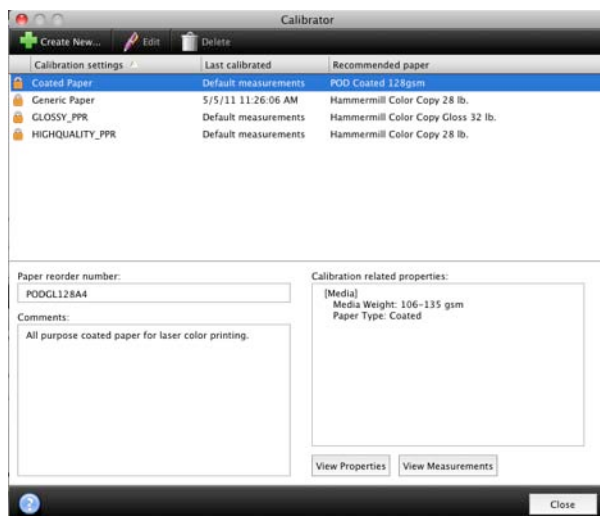 Calibrator
Create New... Edit Delete
Calibration settings Last calibrated Recommended paper
Coated Paper Default measurements POD Coated 128gsm
Generic Paper 5/5/11 11:26:06 AM Hammermill Color Copy 28 lb.
GLOSSY_PPR Default measurements Hammermill Color Copy Gloss 32 lb.
HIGHQUALITY_PPR Default measurements Hammermill Color Copy 28 lb.
Paper reorder number: Calibration related properties:
PODGL128A4 [Media]
Media Weight: 106-135 gsm
Comments: Paper Type: Coated
All purpose coated paper for laser color printing.
View Properties View Measurements
? Close